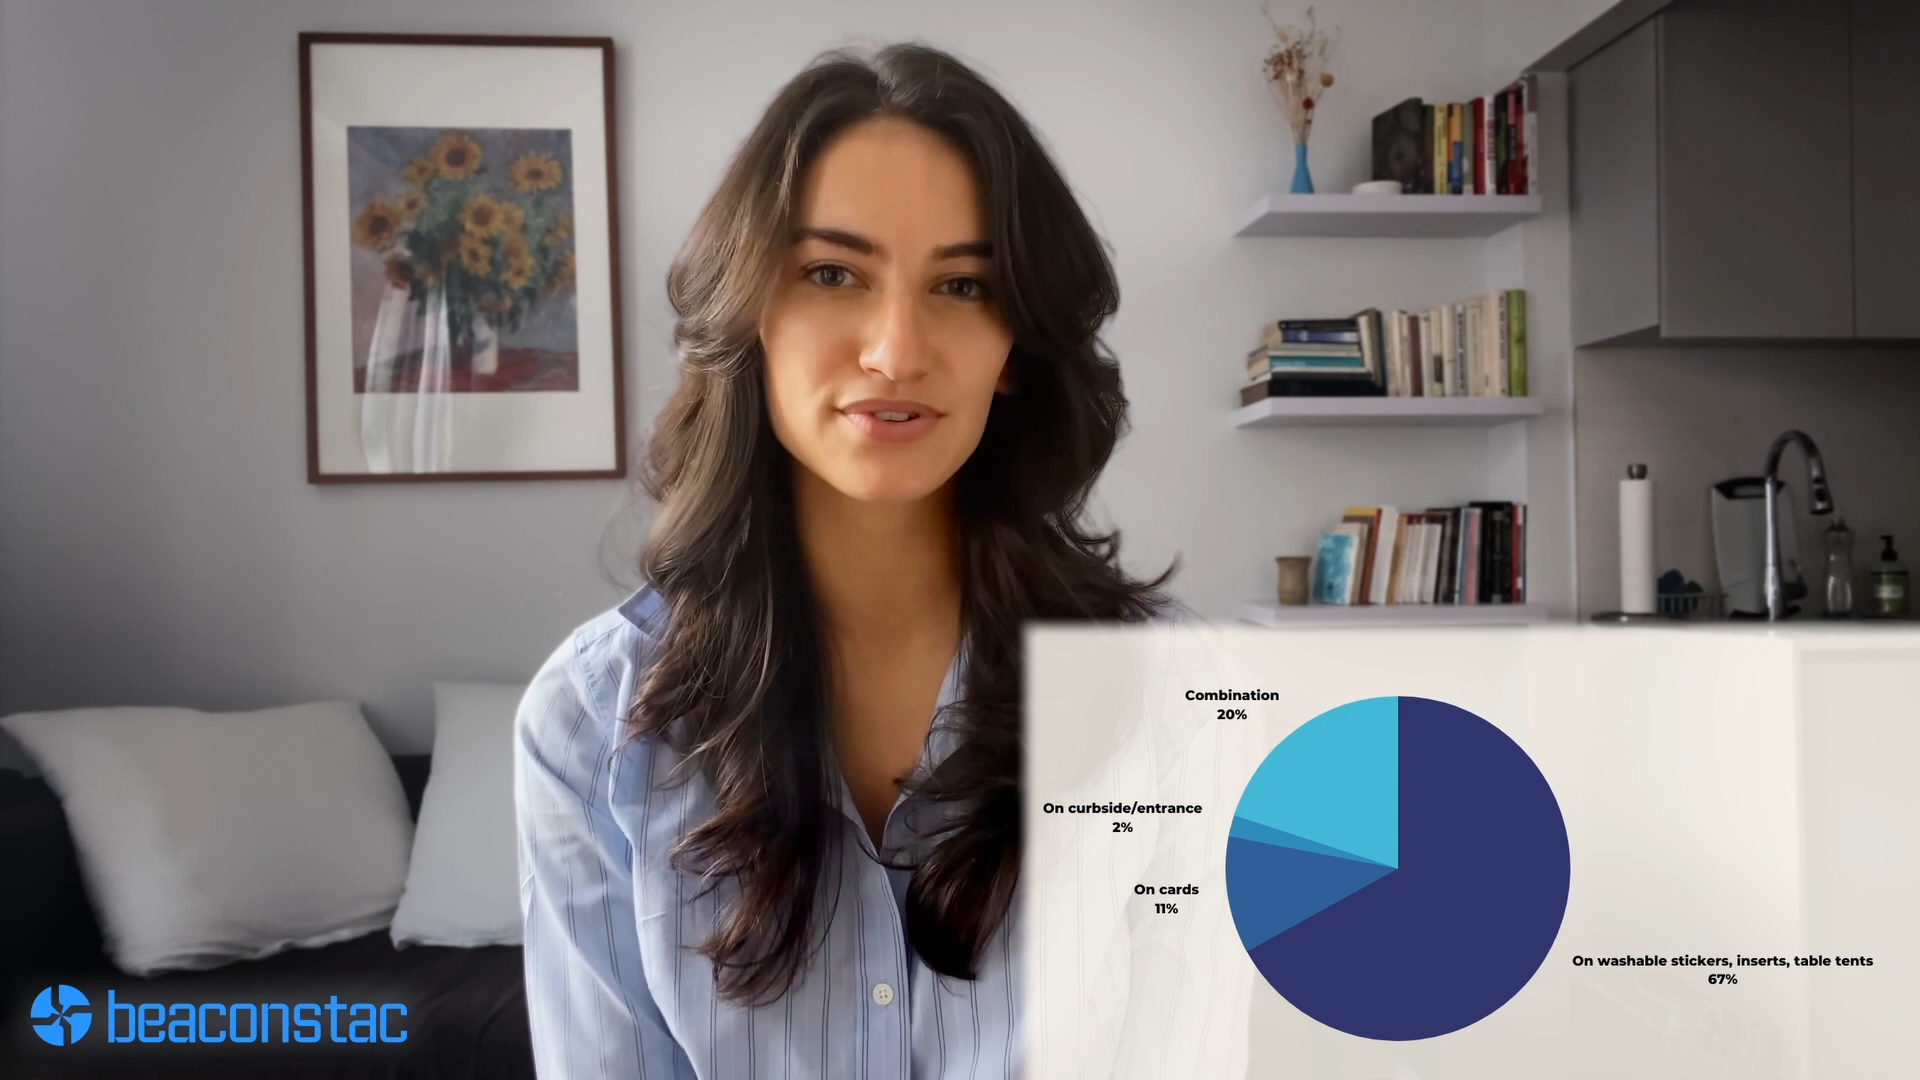 Combination
20%
On curbside/entrance
2%
On cards
11%
On washable stickers, inserts, table tents
67%
beaconstac